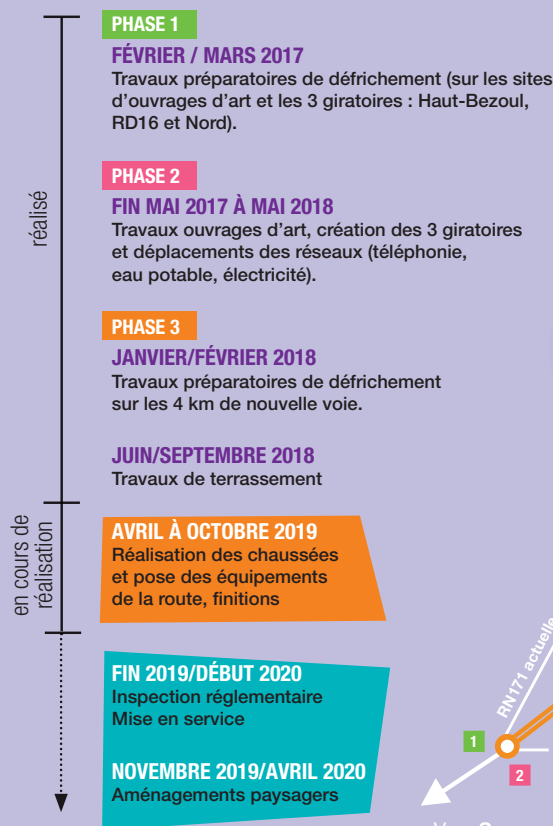 PHASE 1
FÉVRIER / MARS 2017
Travaux préparatoires de défrichement (sur les sites
d'ouvrages d'art et les 3 giratoires : Haut-Bezoul,
RD16 et Nord).
réalisé
PHASE 2
FIN MAI 2017 À MAI 2018
Travaux ouvrages d'art, création des 3 giratoires
et déplacements des réseaux (téléphonie,
eau potable, électricité).
PHASE 3
JANVIER/FÉVRIER 2018
Travaux préparatoires de défrichement
sur les 4 km de nouvelle voie.
JUIN/SEPTEMBRE 2018
Travaux de terrassement
en cours de
réalisation
AVRIL À OCTOBRE 2019
Réalisation des chaussées
et pose des équipements
de la route, finitions
FIN 2019/DÉBUT 2020
Inspection réglementaire
Mise en service
NOVEMBRE 2019/AVRIL 2020
Aménagements paysagers
RN171 actuelle
1
2